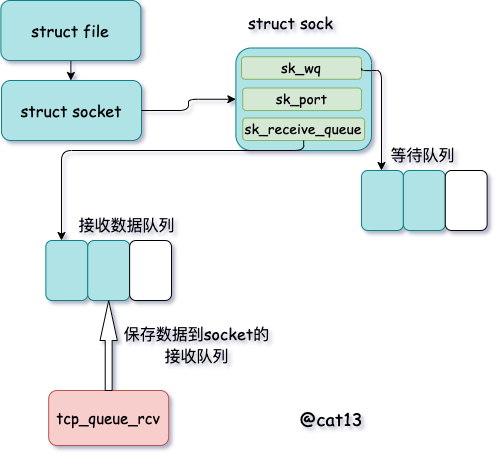 struct file
struct sock
sk_wq
struct socket
sk_port
sk_receive_queue
等待队列
接收数据队列
保存数据到socket的
接收队列
tcp_queue_rcv
@cat13